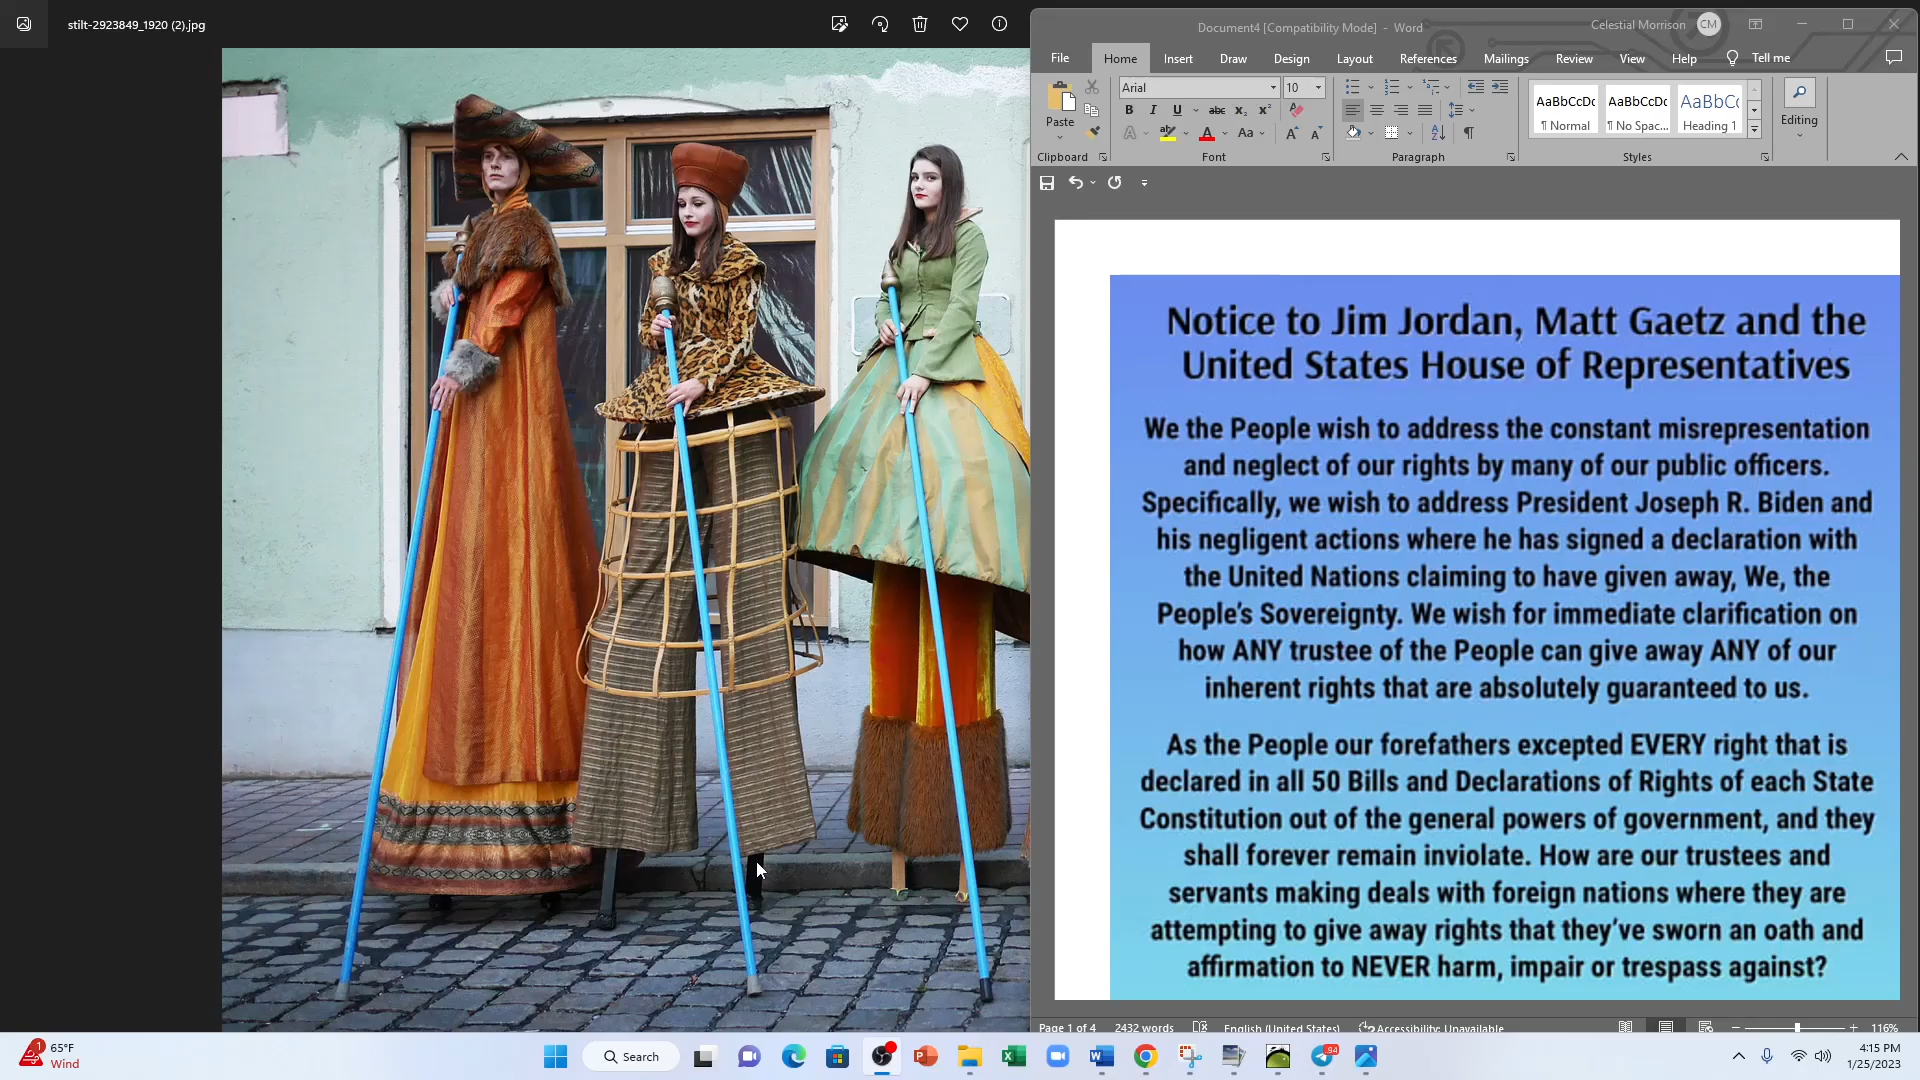 stilt-2923849_1920 (2).jpg
Document4 [Compatibility Mode] - Word
Celestial Morrison
CM
File
Home
Insert
Draw
Design
Layout
References
Mailings
Review
View
Help
Tell me
Paste
Clipboard
Arial
10
B I U abc x₂ x²
A A Aa A A
Font
Paragraph
AaBbCcDc AaBbCcDc AaBbCc
¶ Normal ¶ No Spac... Heading 1
Styles
Editing
Notice to Jim Jordan, Matt Gaetz and the
United States House of Representatives
We the People wish to address the constant misrepresentation
and neglect of our rights by many of our public officers.
Specifically, we wish to address President Joseph R. Biden and
his negligent actions where he has signed a declaration with
the United Nations claiming to have given away, We, the
People's Sovereignty. We wish for immediate clarification on
how ANY trustee of the People can give away ANY of our
inherent rights that are absolutely guaranteed to us.
As the People our forefathers excepted EVERY right that is
declared in all 50 Bills and Declarations of Rights of each State
Constitution out of the general powers of government, and they
shall forever remain inviolate. How are our trustees and
servants making deals with foreign nations where they are
attempting to give away rights that they've sworn an oath and
affirmation to NEVER harm, impair or trespass against?
Page 1 of 4 2432 words English (United States) Accessibility: Unavailable 116%
1
65°F
Wind
Search
94
4:15 PM
1/25/2023